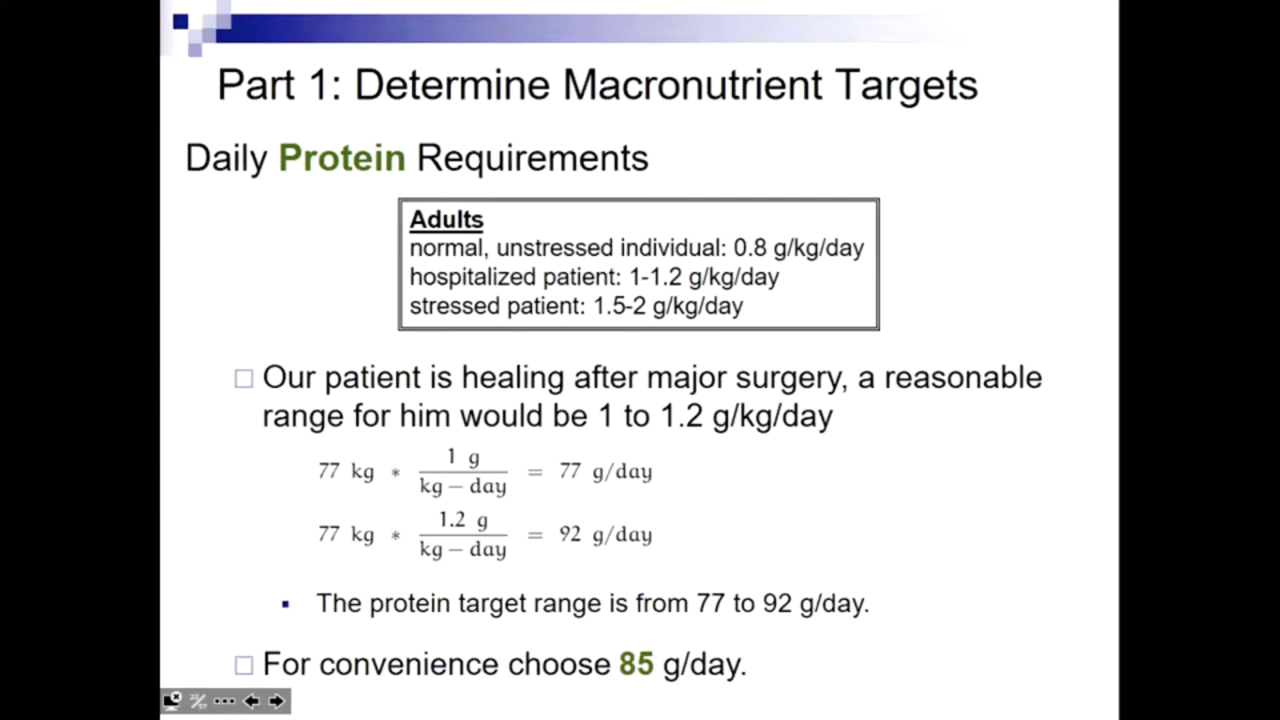 Part 1: Determine Macronutrient Targets
Daily Protein Requirements
Adults
normal, unstressed individual: 0.8 g/kg/day
hospitalized patient: 1-1.2 g/kg/day
stressed patient: 1.5-2 g/kg/day
Our patient is healing after major surgery, a reasonable
range for him would be 1 to 1.2 g/kg/day
77 kg * 1 g / kg – day = 77 g/day
77 kg * 1.2 g / kg – day = 92 g/day
The protein target range is from 77 to 92 g/day.
For convenience choose 85 g/day.